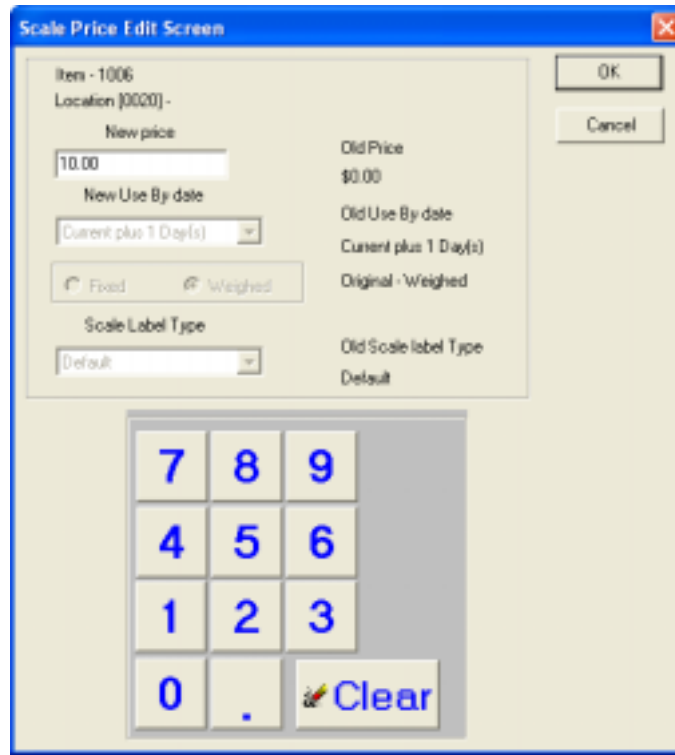 Scale Price Edit Screen
Item - 1006
Location [0020] -
New price
10.00
New Use By date
Current plus 1 Day(s)
Fixed
Weighed
Scale Label Type
Default
Old Price
$0.00
Old Use By date
Current plus 1 Day(s)
Original - Weighed
Old Scale label Type
Default
OK
Cancel
7 8 9
4 5 6
1 2 3
0 . Clear